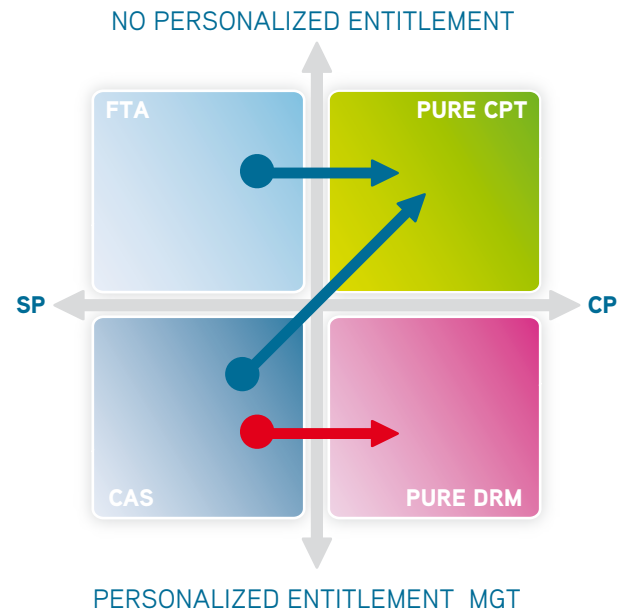 NO PERSONALIZED ENTITLEMENT
FTA
PURE CPT
SP
CP
CAS
PURE DRM
PERSONALIZED ENTITLEMENT MGT